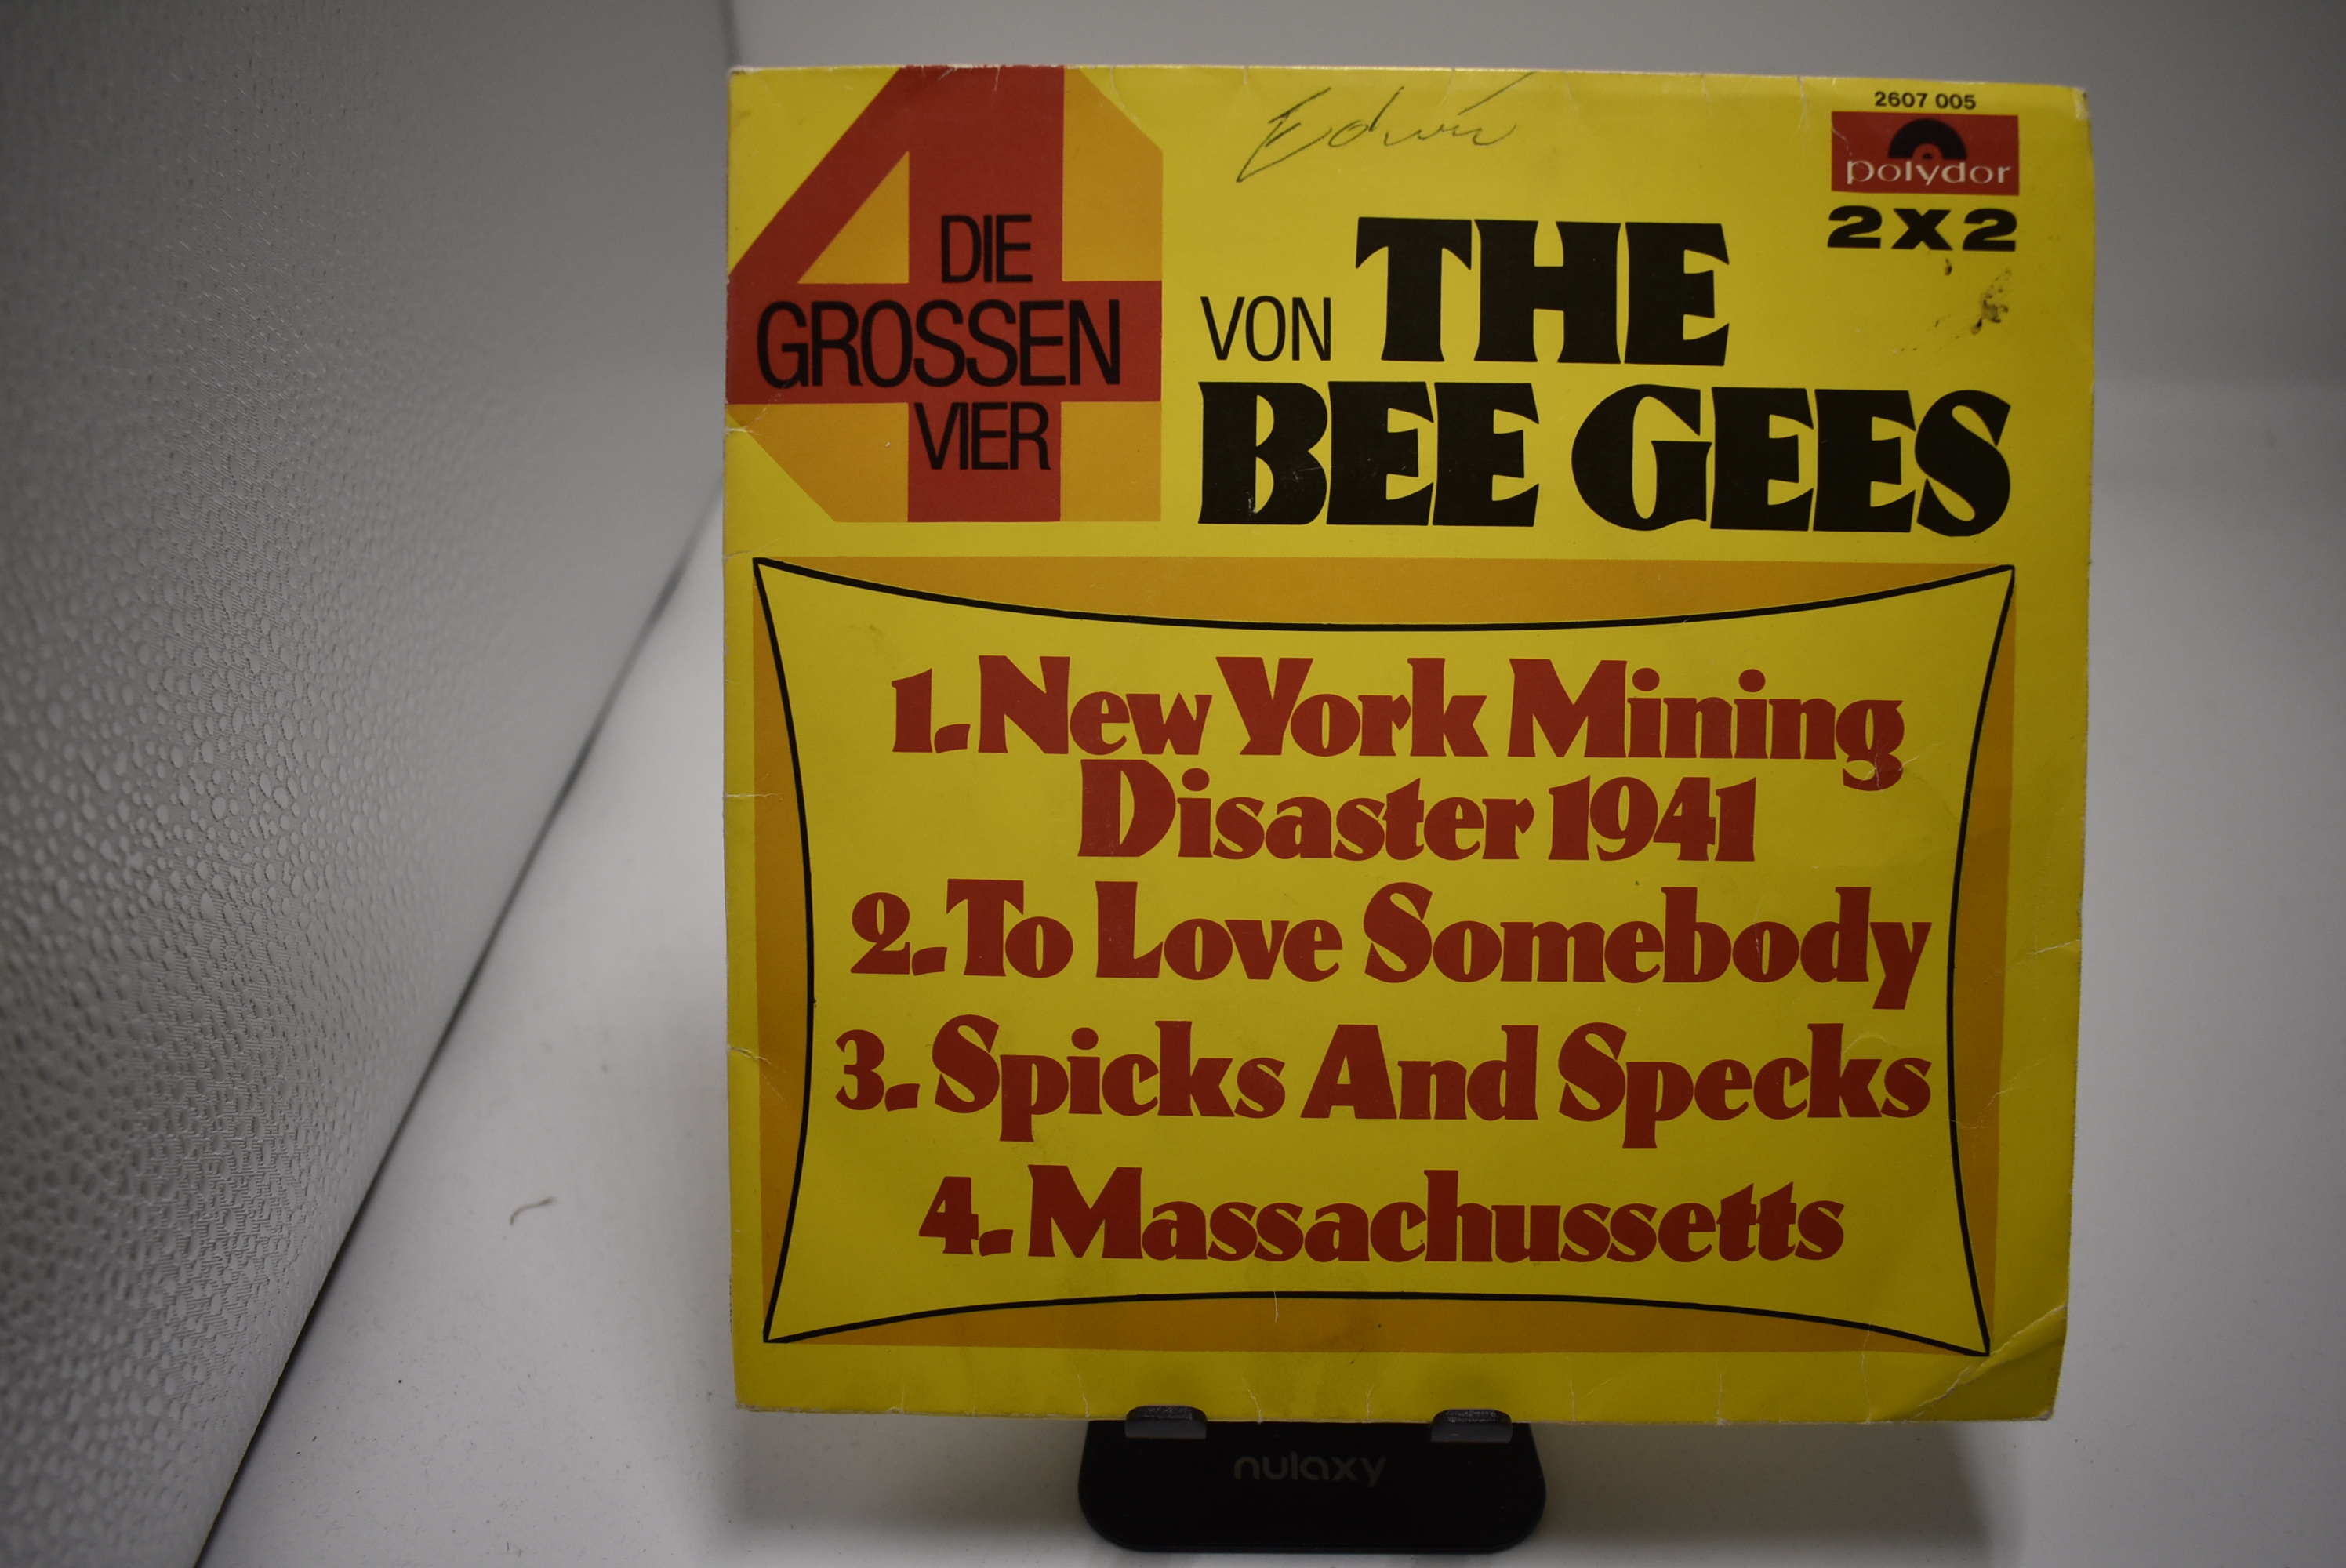 Edwin
2607 005
polydor
2X2
DIE
GROSSEN
VIER
VON THE
BEE GEES
1. New York Mining
Disaster 1941
2. To Love Somebody
3. Spicks And Specks
4. Massachussetts
nulaxy